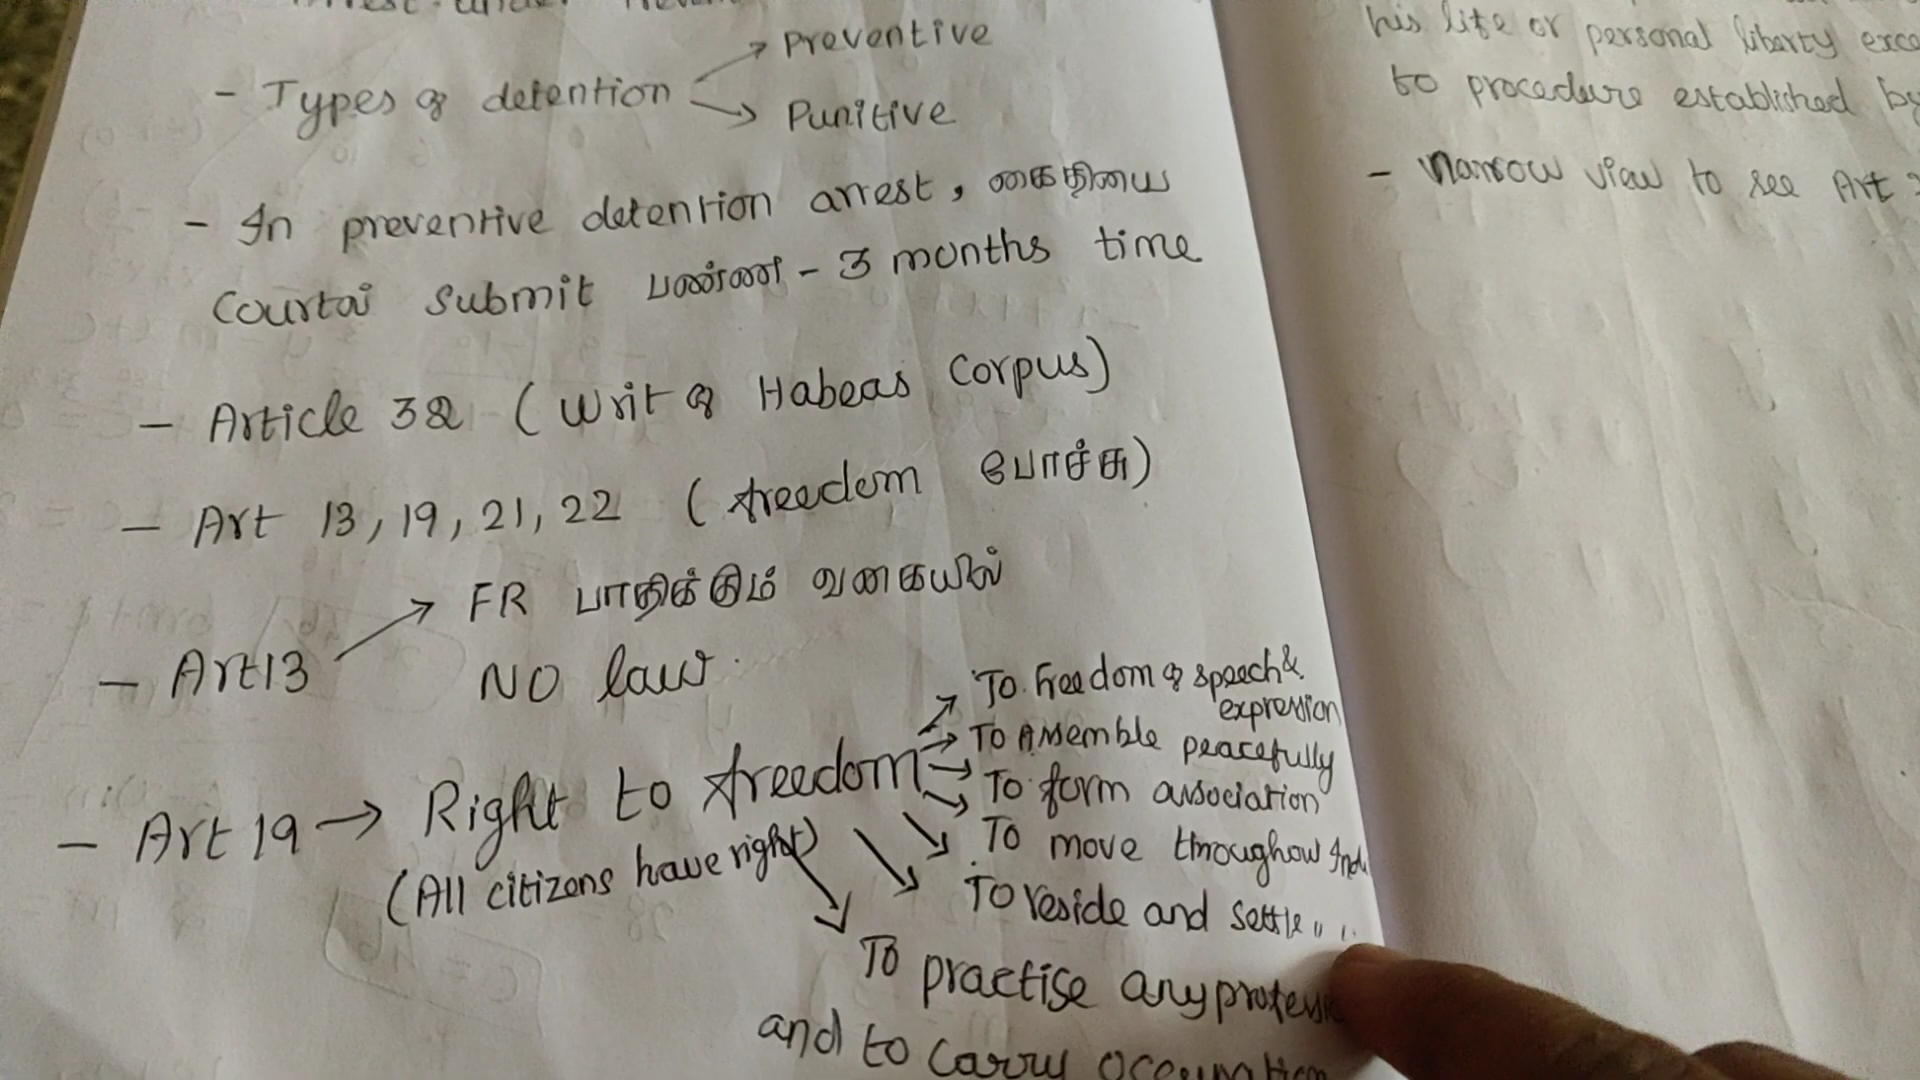 preventive
- Types of detention
Punitive
- In preventive detention arrest, கைதியை
Courtல் submit பண்ண - 3 months time
- Article 32 (Writ of Habeas Corpus)
- Art 13, 19, 21, 22 (freedom போச்சு)
- Art13 → FR பாதிக்கும் வகையில்
NO law.
To Freedom of speech &
expression
To Assemble peacefully
- Art 19 → Right to freedom
To form association
(All citizens have right)
To move throughout Ind
To reside and settle " "
To practise any
and to carry
his life or personal liberty
to procedure established by
- Narrow view to see Art